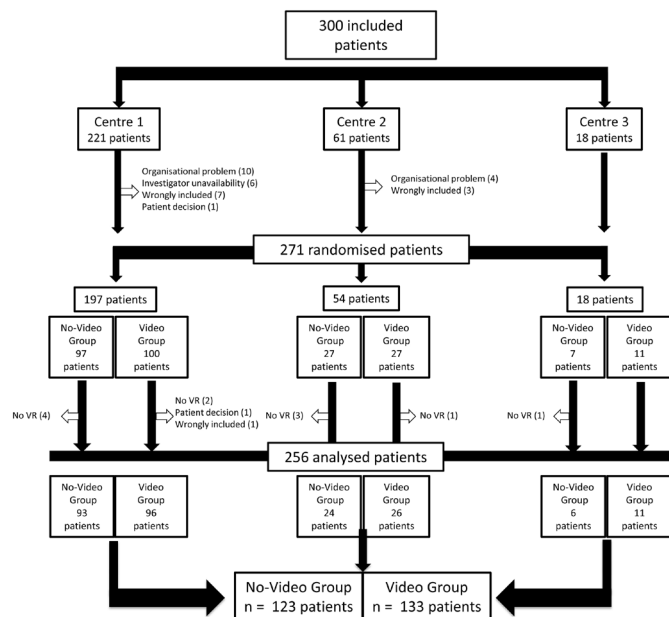 300 included
patients
Centre 1
221 patients
Centre 2
61 patients
Centre 3
18 patients
Organisational problem (10)
Investigator unavailability (6)
Wrongly included (7)
Patient decision (1)
Organisational problem (4)
Wrongly included (3)
271 randomised patients
197 patients
54 patients
18 patients
No-Video
Group
97
patients
Video
Group
100
patients
No-Video
Group
27
patients
Video
Group
27
patients
No-Video
Group
7
patients
Video
Group
11
patients
No VR (4)
No VR (2)
Patient decision (1)
Wrongly included (1)
No VR (3)
No VR (1)
No VR (1)
256 analysed patients
No-Video
Group
93
patients
Video
Group
96
patients
No-Video
Group
24
patients
Video
Group
26
patients
No-Video
Group
6
patients
Video
Group
11
patients
No-Video Group
n = 123 patients
Video Group
n = 133 patients